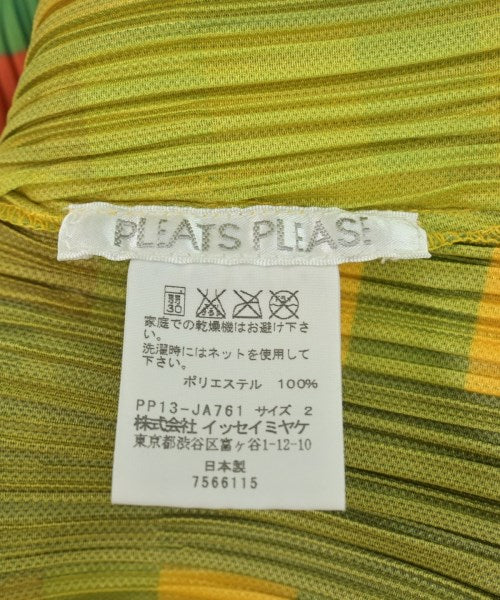 PLEATS PLEASE
30
家庭での乾燥機はお避け下さ
い。
洗濯時にはネットを使用して
下さい。
ポリエステル 100%
PP13-JA761 サイズ 2
株式会社 イッセイミヤケ
東京都渋谷区富ヶ谷1-12-10
日本製
7566115